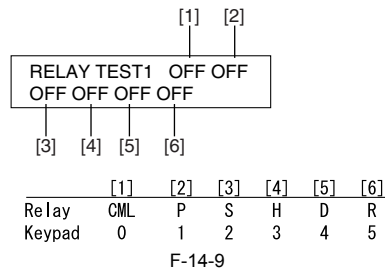 [1] [2]
RELAY TEST1 OFF OFF
OFF OFF OFF OFF
[3] [4] [5] [6]
[1] [2] [3] [4] [5] [6]
Relay CML P S H D R
Keypad 0 1 2 3 4 5
F-14-9